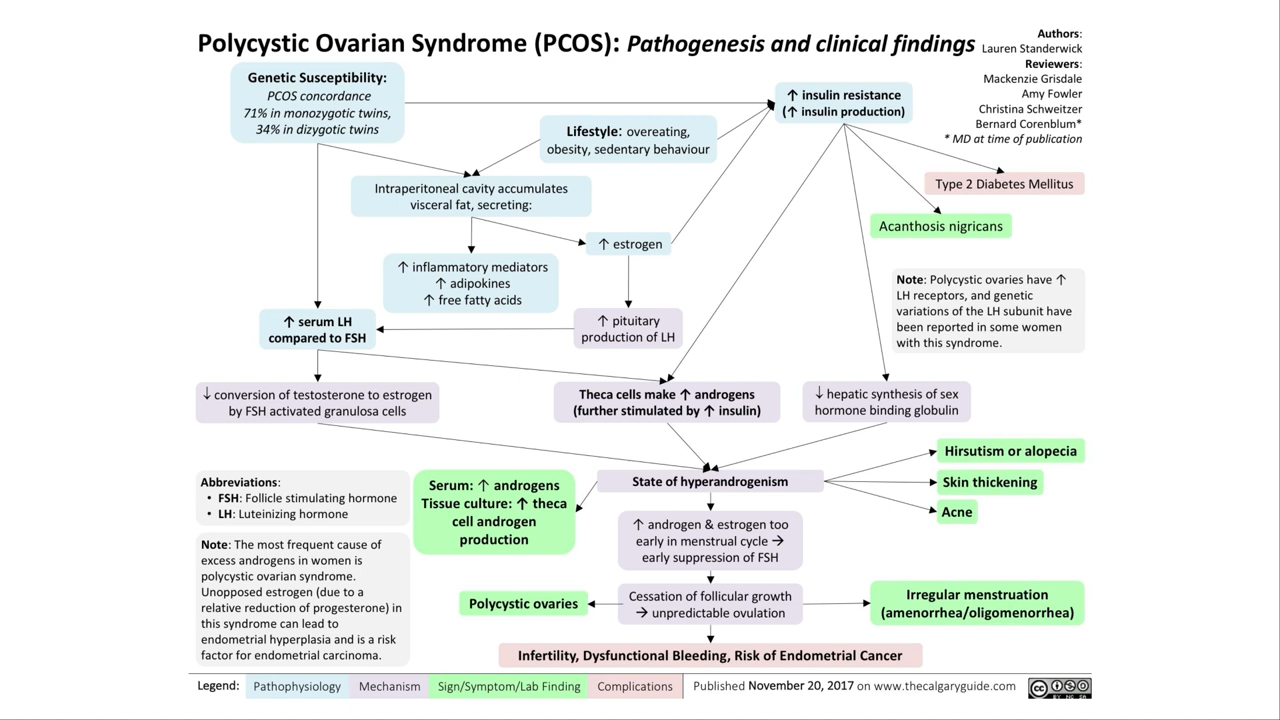 Polycystic Ovarian Syndrome (PCOS): Pathogenesis and clinical findings
Authors:
Lauren Standerwick
Reviewers:
Mackenzie Grisdale
Amy Fowler
Christina Schweitzer
Bernard Corenblum*
* MD at time of publication
Genetic Susceptibility:
PCOS concordance
71% in monozygotic twins,
34% in dizygotic twins
↑ insulin resistance
(↑ insulin production)
Lifestyle: overeating,
obesity, sedentary behaviour
Type 2 Diabetes Mellitus
Intraperitoneal cavity accumulates
visceral fat, secreting:
Acanthosis nigricans
↑ estrogen
↑ inflammatory mediators
↑ adipokines
↑ free fatty acids
Note: Polycystic ovaries have ↑
LH receptors, and genetic
variations of the LH subunit have
been reported in some women
with this syndrome.
↑ serum LH
compared to FSH
↑ pituitary
production of LH
↓ conversion of testosterone to estrogen
by FSH activated granulosa cells
Theca cells make ↑ androgens
(further stimulated by ↑ insulin)
↓ hepatic synthesis of sex
hormone binding globulin
Hirsutism or alopecia
Skin thickening
Acne
Abbreviations:
• FSH: Follicle stimulating hormone
• LH: Luteinizing hormone
Serum: ↑ androgens
Tissue culture: ↑ theca
cell androgen
production
State of hyperandrogenism
↑ androgen & estrogen too
early in menstrual cycle →
early suppression of FSH
Note: The most frequent cause of
excess androgens in women is
polycystic ovarian syndrome.
Unopposed estrogen (due to a
relative reduction of progesterone) in
this syndrome can lead to
endometrial hyperplasia and is a risk
factor for endometrial carcinoma.
Polycystic ovaries
Cessation of follicular growth
→ unpredictable ovulation
Irregular menstruation
(amenorrhea/oligomenorrhea)
Infertility, Dysfunctional Bleeding, Risk of Endometrial Cancer
Legend: Pathophysiology Mechanism Sign/Symptom/Lab Finding Complications Published November 20, 2017 on www.thecalgaryguide.com
cc BY NC SA